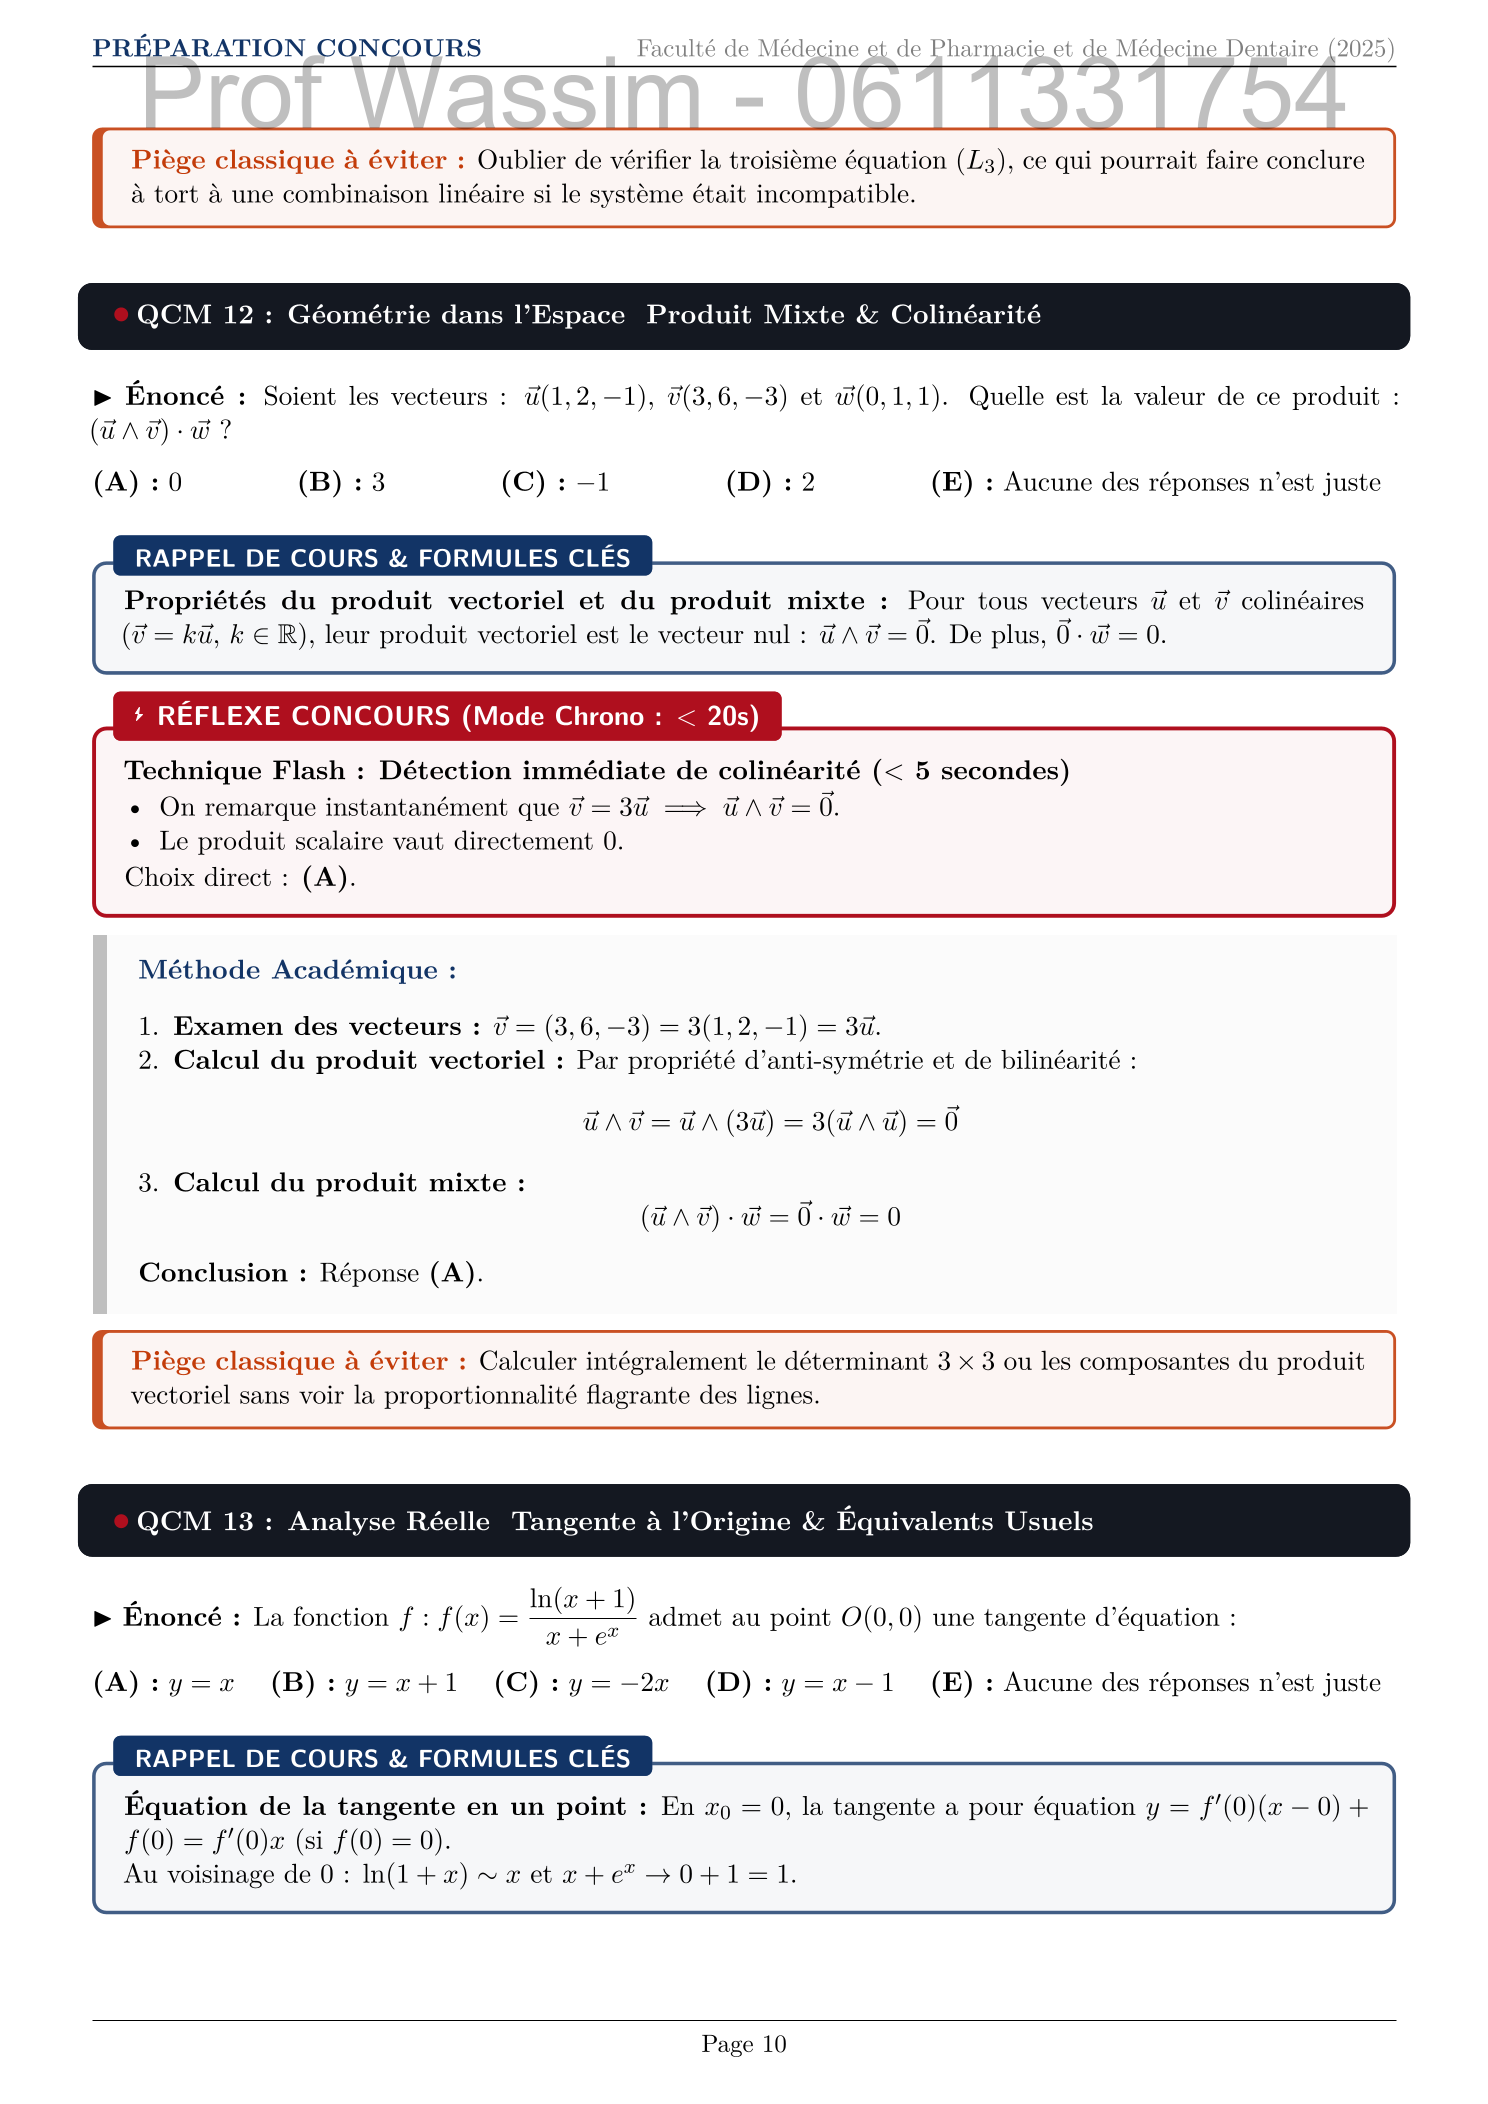 PRÉPARATION CONCOURS Faculté de Médecine et de Pharmacie et de Médecine Dentaire (2025)
Prof Wassim - 0611331754
Piège classique à éviter : Oublier de vérifier la troisième équation (L₃), ce qui pourrait faire conclure
à tort à une combinaison linéaire si le système était incompatible.
● QCM 12 : Géométrie dans l'Espace Produit Mixte & Colinéarité
▶ Énoncé : Soient les vecteurs : u⃗(1, 2, −1), v⃗(3, 6, −3) et w⃗(0, 1, 1). Quelle est la valeur de ce produit :
(u⃗ ∧ v⃗) · w⃗ ?
(A) : 0 (B) : 3 (C) : −1 (D) : 2 (E) : Aucune des réponses n'est juste
RAPPEL DE COURS & FORMULES CLÉS
Propriétés du produit vectoriel et du produit mixte : Pour tous vecteurs u⃗ et v⃗ colinéaires
(v⃗ = ku⃗, k ∈ ℝ), leur produit vectoriel est le vecteur nul : u⃗ ∧ v⃗ = 0⃗. De plus, 0⃗ · w⃗ = 0.
RÉFLEXE CONCOURS (Mode Chrono : < 20s)
Technique Flash : Détection immédiate de colinéarité (< 5 secondes)
• On remarque instantanément que v⃗ = 3u⃗ ⟹ u⃗ ∧ v⃗ = 0⃗.
• Le produit scalaire vaut directement 0.
Choix direct : (A).
Méthode Académique :
1. Examen des vecteurs : v⃗ = (3, 6, −3) = 3(1, 2, −1) = 3u⃗.
2. Calcul du produit vectoriel : Par propriété d'anti-symétrie et de bilinéarité :
u⃗ ∧ v⃗ = u⃗ ∧ (3u⃗) = 3(u⃗ ∧ u⃗) = 0⃗
3. Calcul du produit mixte :
(u⃗ ∧ v⃗) · w⃗ = 0⃗ · w⃗ = 0
Conclusion : Réponse (A).
Piège classique à éviter : Calculer intégralement le déterminant 3 × 3 ou les composantes du produit
vectoriel sans voir la proportionnalité flagrante des lignes.
● QCM 13 : Analyse Réelle Tangente à l'Origine & Équivalents Usuels
▶ Énoncé : La fonction f : f(x) = ln(x + 1) / (x + eˣ) admet au point O(0, 0) une tangente d'équation :
(A) : y = x (B) : y = x + 1 (C) : y = −2x (D) : y = x − 1 (E) : Aucune des réponses n'est juste
RAPPEL DE COURS & FORMULES CLÉS
Équation de la tangente en un point : En x₀ = 0, la tangente a pour équation y = f′(0)(x − 0) +
f(0) = f′(0)x (si f(0) = 0).
Au voisinage de 0 : ln(1 + x) ∼ x et x + eˣ → 0 + 1 = 1.
Page 10